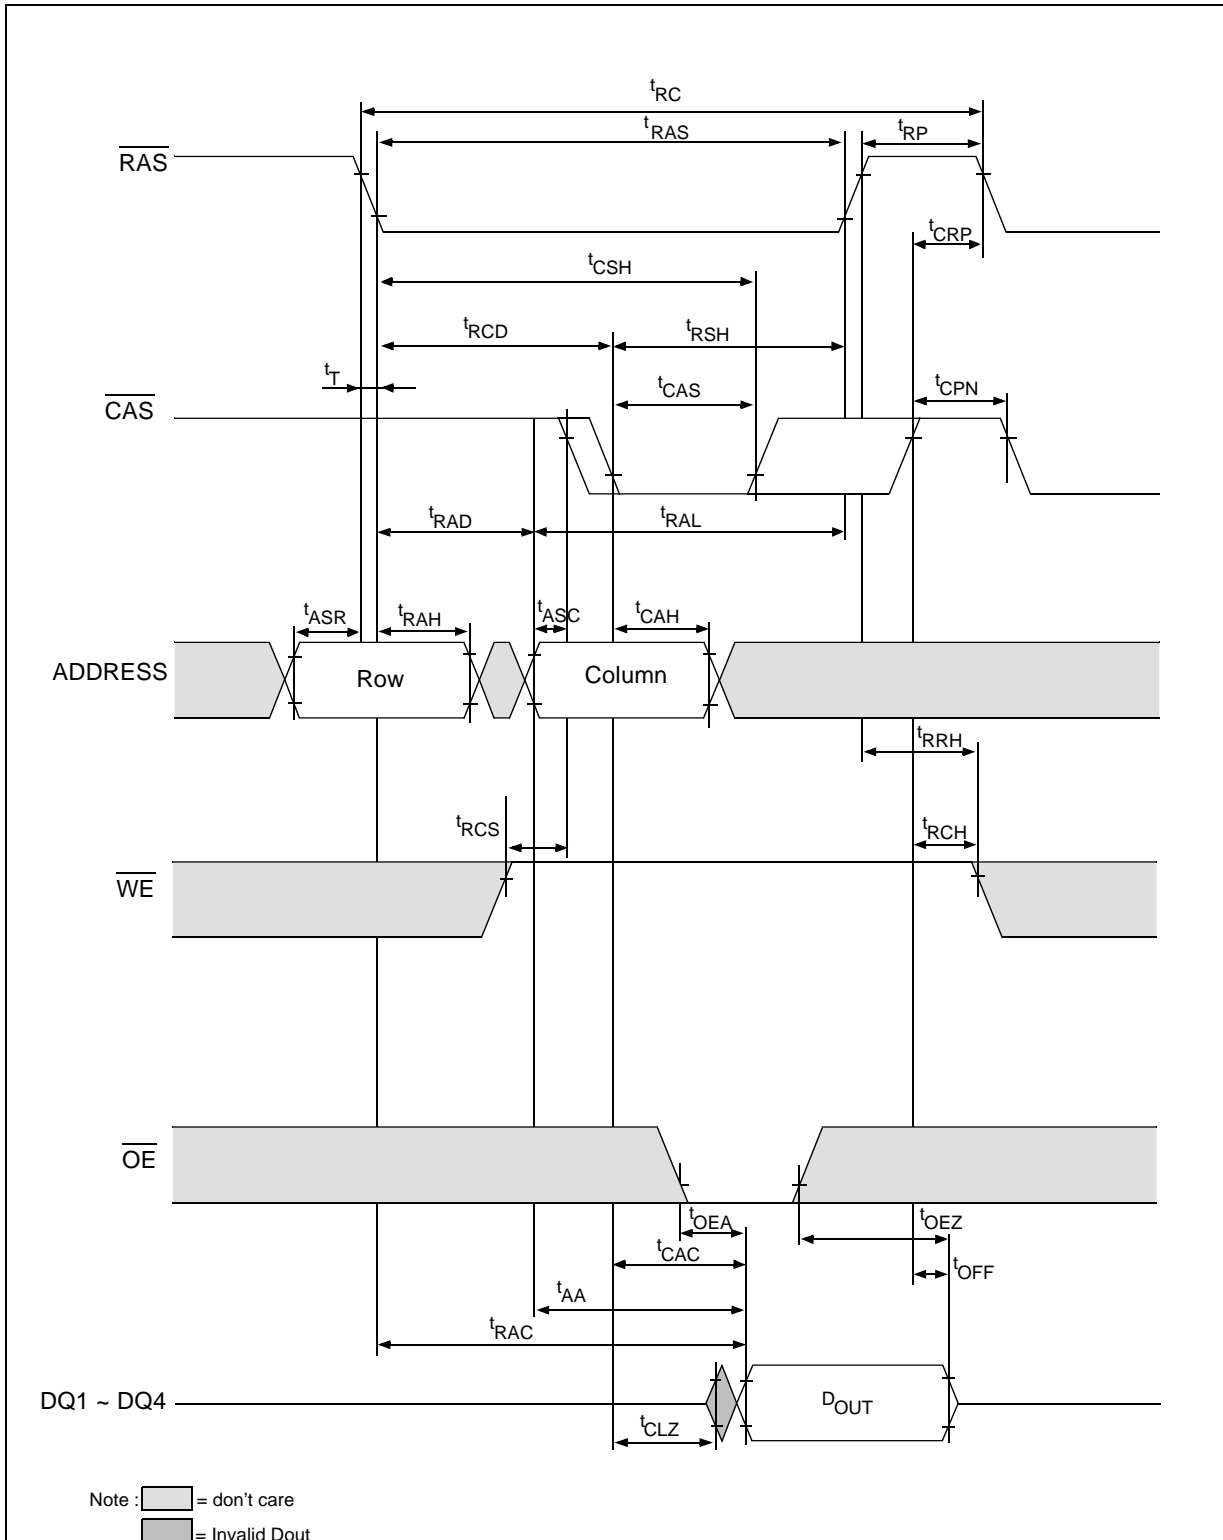 tRC
tRAS
tRP
RAS
tCRP
tCSH
tRCD
tRSH
tT
tCAS
tCPN
CAS
tRAD
tRAL
tASR
tRAH
tASC
tCAH
ADDRESS
Row
Column
tRRH
tRCS
tRCH
WE
OE
tOEA
tOEZ
tCAC
tOFF
tAA
tRAC
DQ1 ~ DQ4
DOUT
tCLZ
Note : = don't care
= Invalid Dout